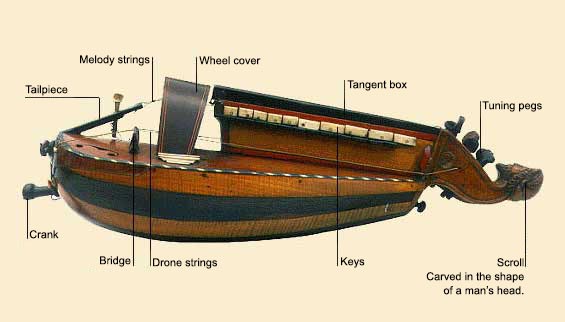 Melody strings
Wheel cover
Tailpiece
Tangent box
Tuning pegs
Crank
Bridge
Drone strings
Keys
Scroll
Carved in the shape
of a man's head.